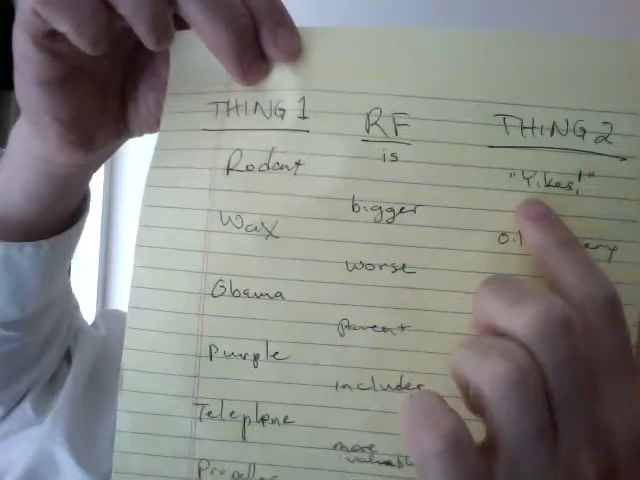 THING 1 RF THING 2
is
Rodent "Yikes!"
bigger
Wax
worse
Obama
parent
Purple
includes
Telephone
more
valuable